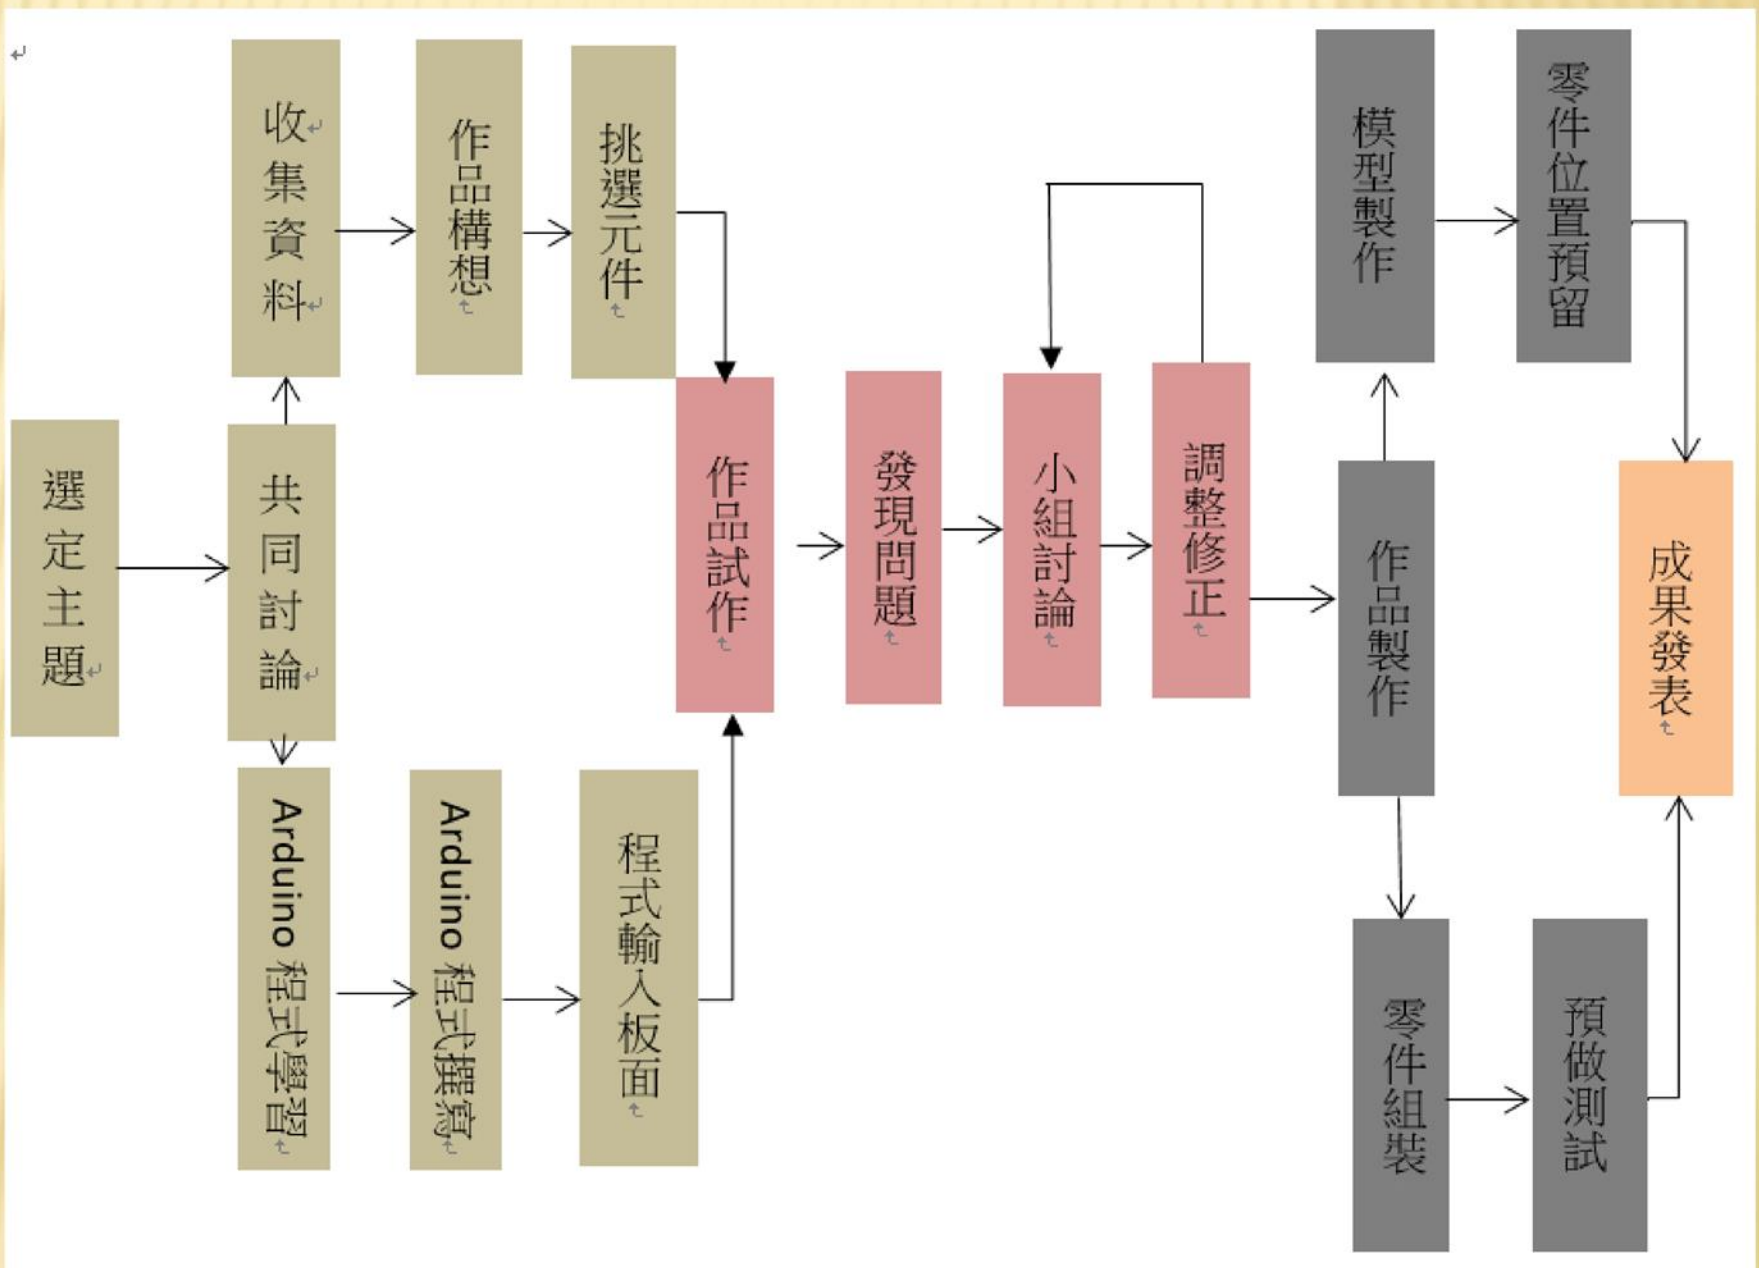 選定主題
共同討論
收集資料
作品構想
挑選元件
Arduino 程式學習
Arduino 程式撰寫
程式輸入板面
作品試作
發現問題
小組討論
調整修正
作品製作
模型製作
零件位置預留
零件組裝
預做測試
成果發表